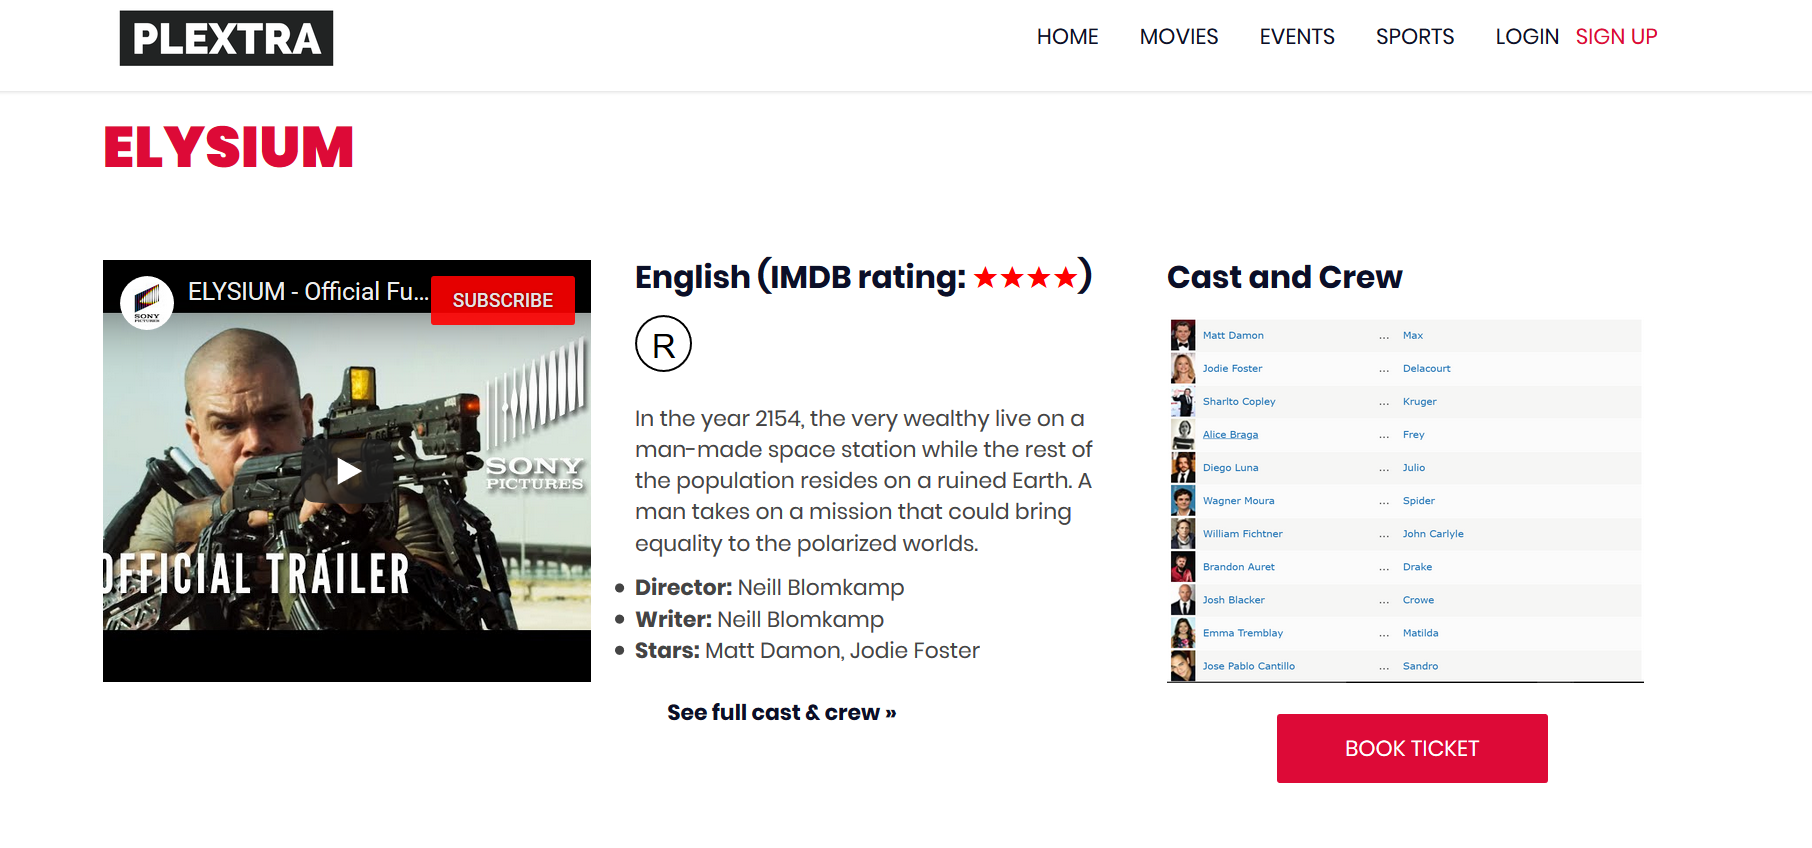 PLEXTRA
HOME MOVIES EVENTS SPORTS LOGIN SIGN UP
ELYSIUM
ELYSIUM - Official Fu...
SUBSCRIBE
SONY
PICTURES
SONY
PICTURES
OFFICIAL TRAILER
English (IMDB rating: ★★★★)
R
In the year 2154, the very wealthy live on a
man-made space station while the rest of
the population resides on a ruined Earth. A
man takes on a mission that could bring
equality to the polarized worlds.
• Director: Neill Blomkamp
• Writer: Neill Blomkamp
• Stars: Matt Damon, Jodie Foster
See full cast & crew »
Cast and Crew
Matt Damon ... Max
Jodie Foster ... Delacourt
Sharlto Copley ... Kruger
Alice Braga ... Frey
Diego Luna ... Julio
Wagner Moura ... Spider
William Fichtner ... John Carlyle
Brandon Auret ... Drake
Josh Blacker ... Crowe
Emma Tremblay ... Matilda
Jose Pablo Cantillo ... Sandro
BOOK TICKET